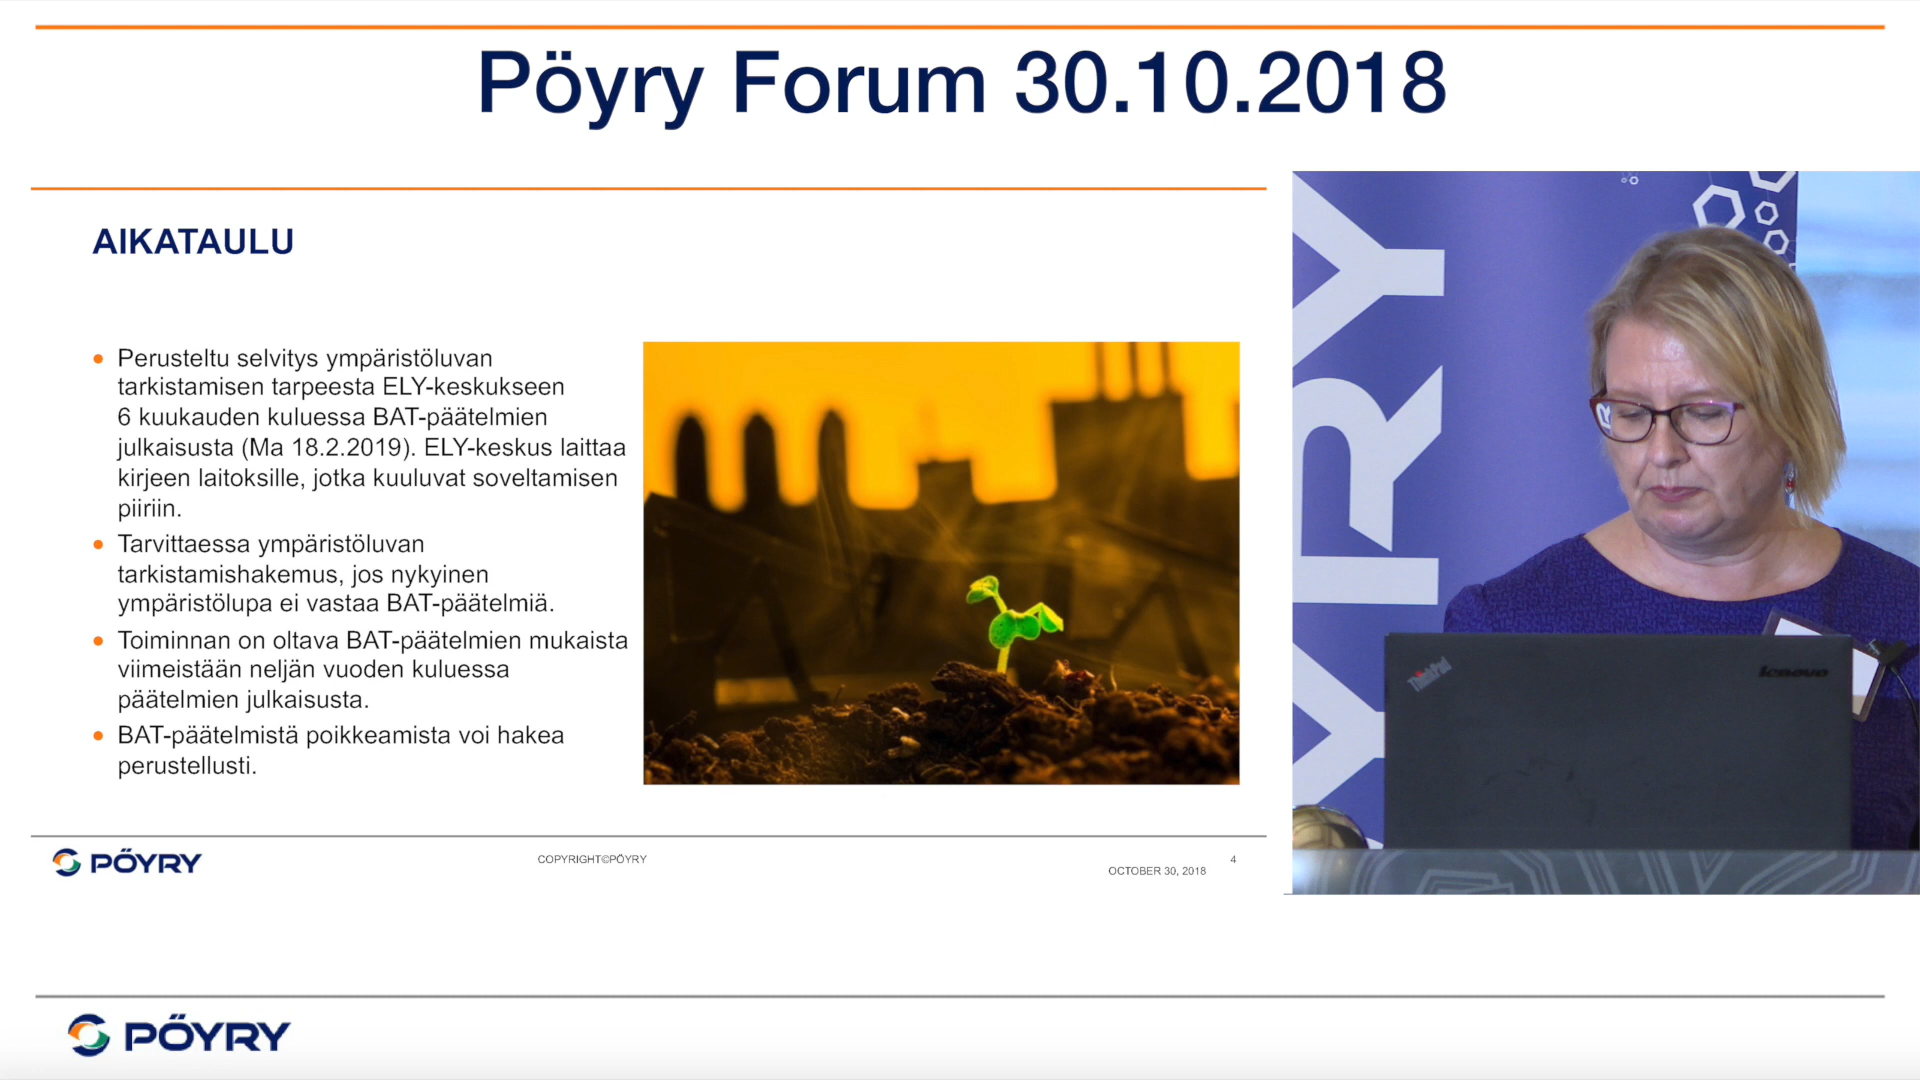 Pöyry Forum 30.10.2018
AIKATAULU
Perusteltu selvitys ympäristöluvan
tarkistamisen tarpeesta ELY-keskukseen
6 kuukauden kuluessa BAT-päätelmien
julkaisusta (Ma 18.2.2019). ELY-keskus laittaa
kirjeen laitoksille, jotka kuuluvat soveltamisen
piiriin.
Tarvittaessa ympäristöluvan
tarkistamishakemus, jos nykyinen
ympäristölupa ei vastaa BAT-päätelmiä.
Toiminnan on oltava BAT-päätelmien mukaista
viimeistään neljän vuoden kuluessa
päätelmien julkaisusta.
BAT-päätelmistä poikkeamista voi hakea
perustellusti.
PÖYRY
COPYRIGHT©PÖYRY
OCTOBER 30, 2018
4
YRY
ThinkPad
lenovo
PÖYRY